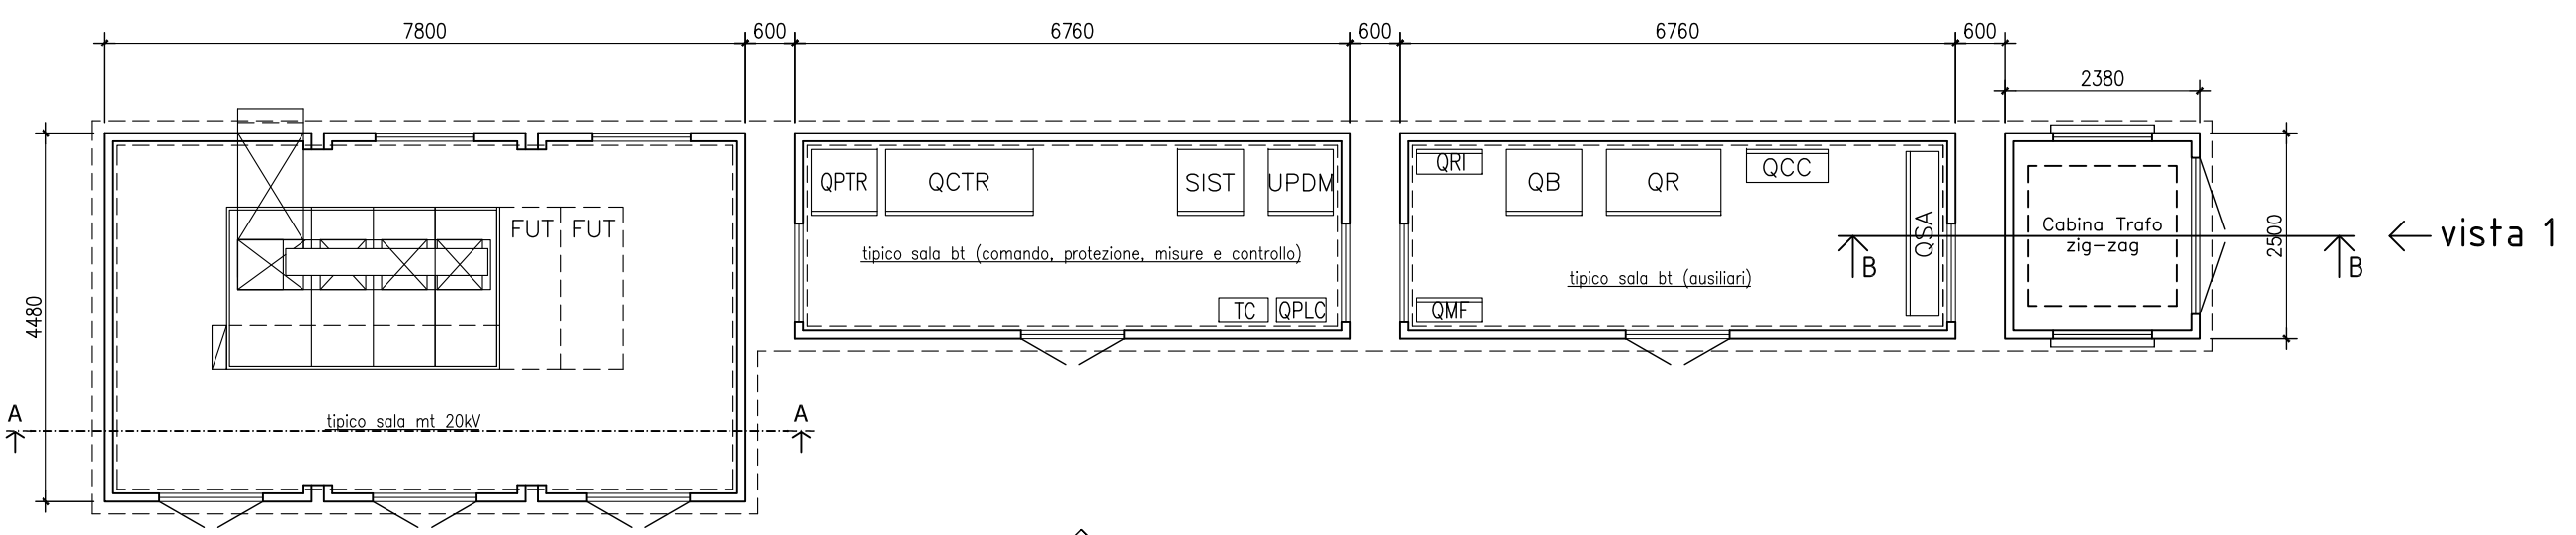 7800
600
6760
600
6760
600
2380
QPTR
QCTR
SIST
UPDM
QRI
QB
QR
QCC
QSA
FUT
FUT
Cabina Trafo
zig-zag
2500
vista 1
tipico sala bt (comando, protezione, misure e controllo)
tipico sala bt (ausiliari)
B
B
4480
TC
QPLC
QMF
A
A
tipico sala mt 20kV